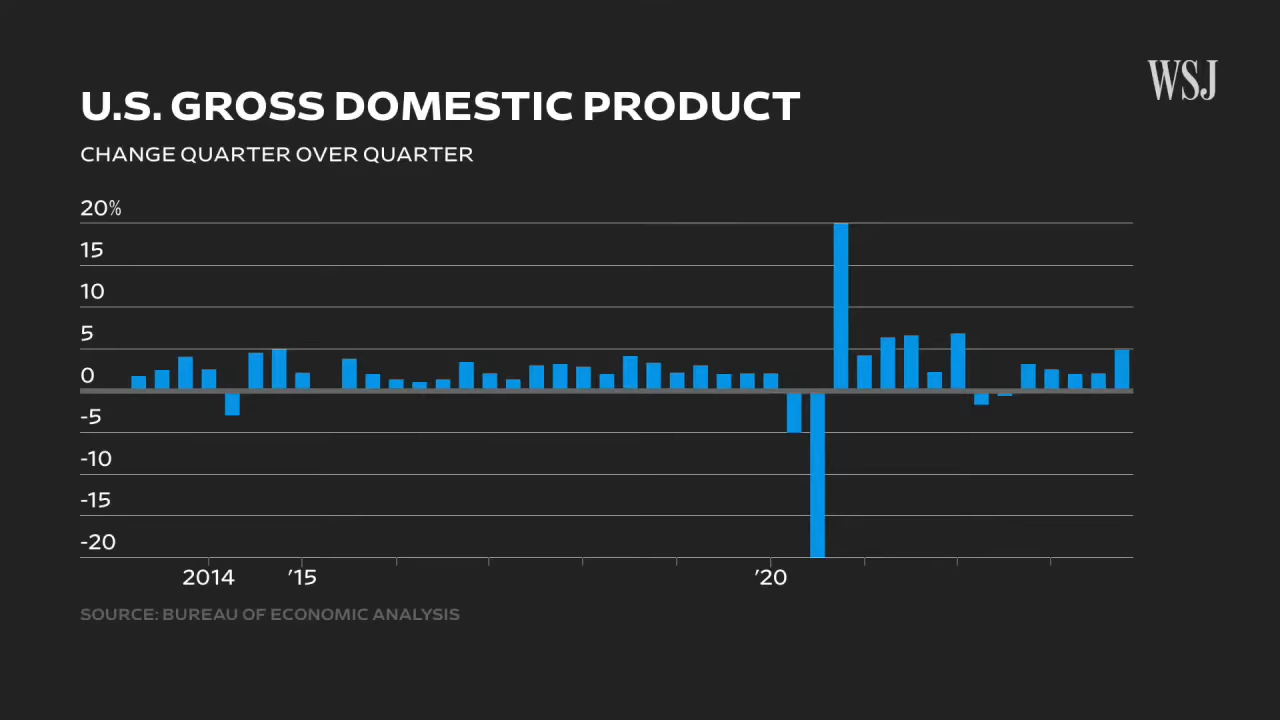 WSJ
U.S. GROSS DOMESTIC PRODUCT
CHANGE QUARTER OVER QUARTER
20%
15
10
5
0
-5
-10
-15
-20
2014 ’15 ’20
SOURCE: BUREAU OF ECONOMIC ANALYSIS